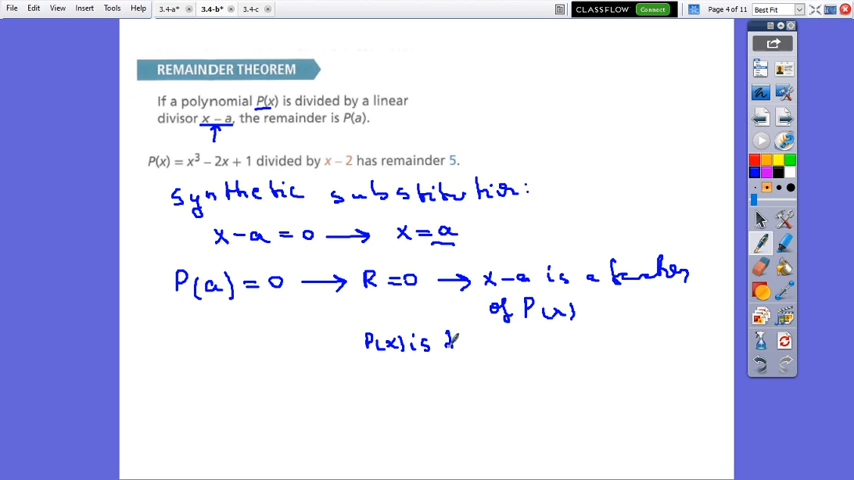 File Edit View Insert Tools Help 3.4-a* 3.4-b* 3.4-c CLASSFLOW Connect Page 4 of 11 Best Fit
REMAINDER THEOREM
If a polynomial P(x) is divided by a linear
divisor x – a, the remainder is P(a).
P(x) = x³ – 2x + 1 divided by x – 2 has remainder 5.
Synthetic substitution:
x-a=0 → x=a
P(a)=0 → R=0 → x-a is a factor
of P(x)
P(x) is